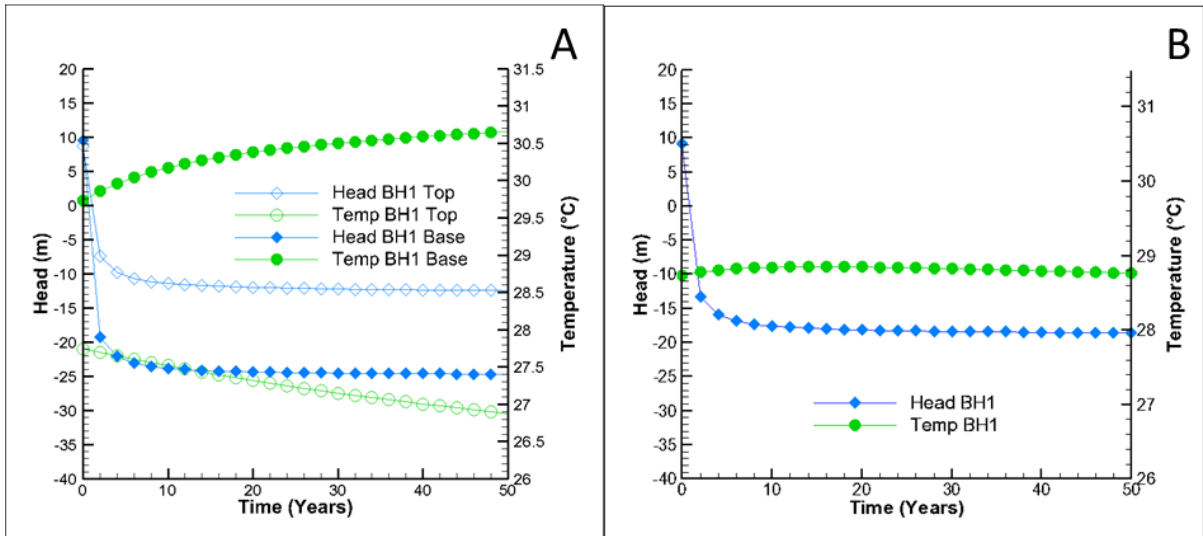 A
20
15
10
5
0
-5
-10
-15
-20
-25
-30
-35
-40
Head (m)
31.5
31
30.5
30
29.5
29
28.5
28
27.5
27
26.5
26
Temperature (°C)
Head BH1 Top
Temp BH1 Top
Head BH1 Base
Temp BH1 Base
0 10 20 30 40 50
Time (Years)
B
20
15
10
5
0
-5
-10
-15
-20
-25
-30
-35
-40
Head (m)
31
30
29
28
27
26
Temperature (°C)
Head BH1
Temp BH1
0 10 20 30 40 50
Time (Years)